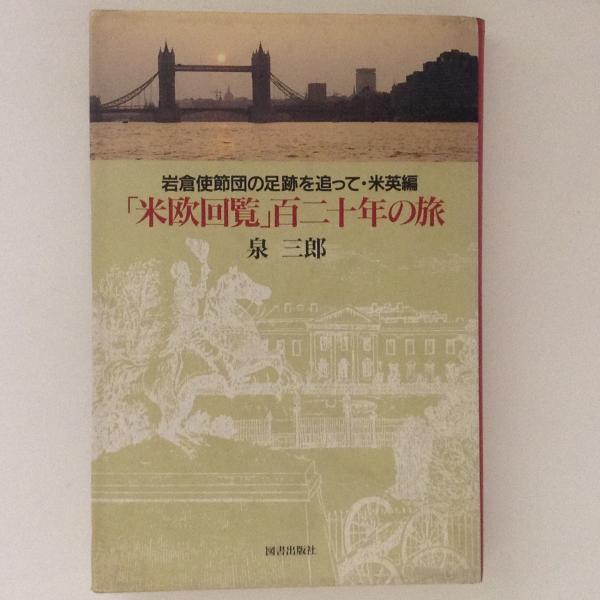 岩倉使節団の足跡を追って・米英編
「米欧回覧」百二十年の旅
泉 三郎
図書出版社